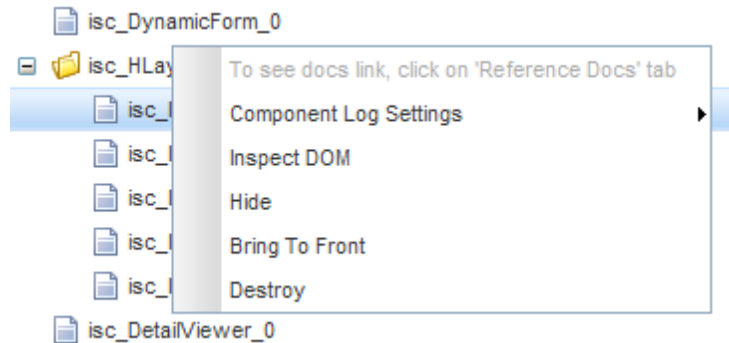 isc_DynamicForm_0
isc_HLay
To see docs link, click on 'Reference Docs' tab
isc_
Component Log Settings
isc_
Inspect DOM
isc_
Hide
isc_
Bring To Front
isc_
Destroy
isc_DetailViewer_0